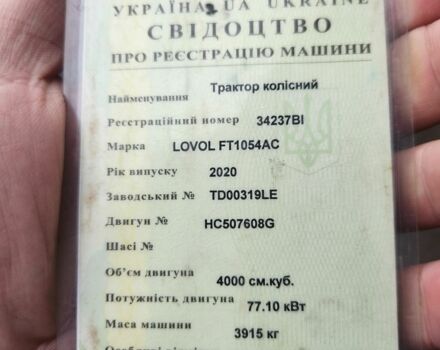 УКРАЇНА UA UKRAINE
СВІДОЦТВО
ПРО РЕЄСТРАЦІЮ МАШИНИ
Найменування Трактор колісний
Реєстраційний номер 34237ВІ
Марка LOVOL FT1054AC
Рік випуску 2020
Заводський № TD00319LE
Двигун № HC507608G
Шасі №
Об'єм двигуна 4000 см.куб.
Потужність двигуна 77.10 кВт
Маса машини 3915 кг